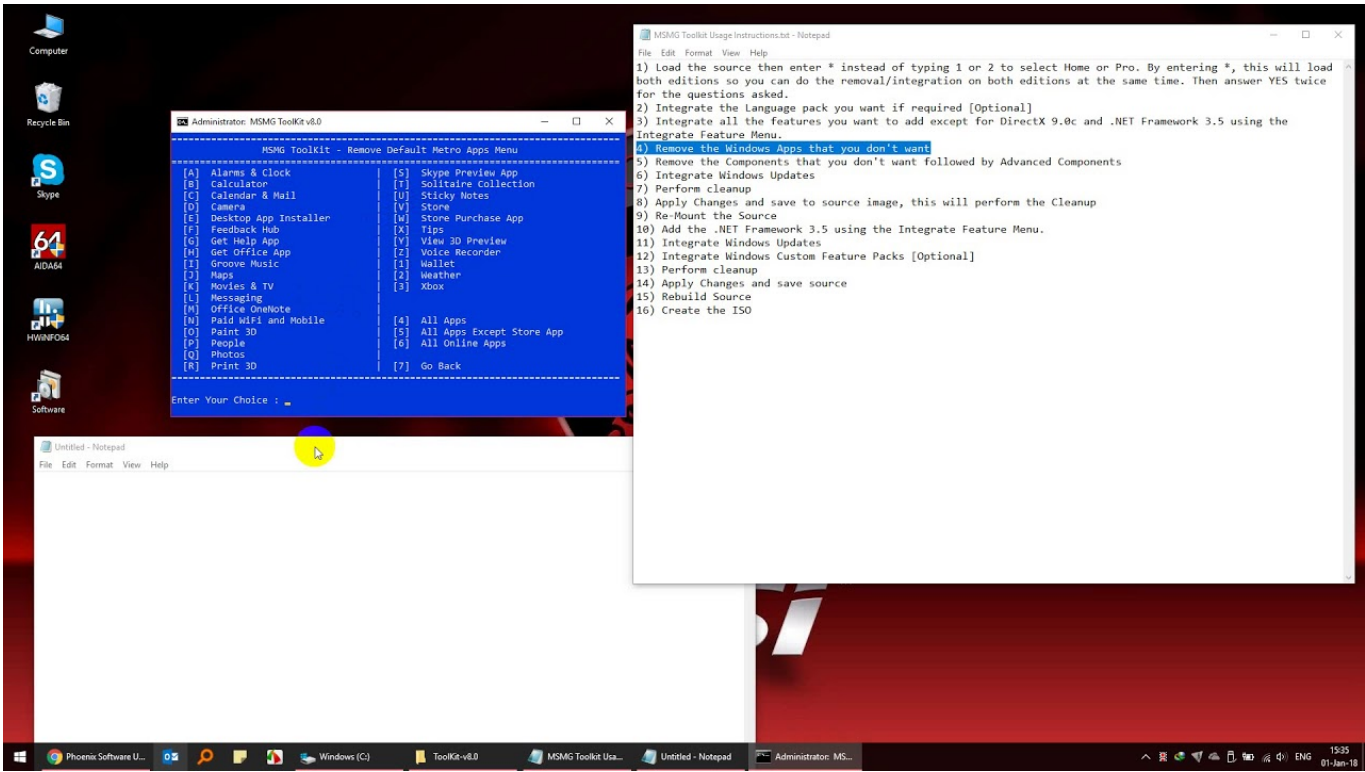 Computer
Recycle Bin
Skype
64
AIDA64
HWiNFO64
Software
Administrator: MSMG ToolKit v8.0
MSMG ToolKit - Remove Default Metro Apps Menu
[A] Alarms & Clock | [S] Skype Preview App
[B] Calculator | [T] Solitaire Collection
[C] Calendar & Mail | [U] Sticky Notes
[D] Camera | [V] Store
[E] Desktop App Installer | [W] Store Purchase App
[F] Feedback Hub | [X] Tips
[G] Get Help App | [Y] View 3D Preview
[H] Get Office App | [Z] Voice Recorder
[I] Groove Music | [1] Wallet
[J] Maps | [2] Weather
[K] Movies & TV | [3] Xbox
[L] Messaging |
[M] Office OneNote |
[N] Paid WiFi and Mobile | [4] All Apps
[O] Paint 3D | [5] All Apps Except Store App
[P] People | [6] All Online Apps
[Q] Photos |
[R] Print 3D | [7] Go Back
Enter Your Choice : _
MSMG Toolkit Usage Instructions.txt - Notepad
File Edit Format View Help
1) Load the source then enter * instead of typing 1 or 2 to select Home or Pro. By entering *, this will load
both editions so you can do the removal/integration on both editions at the same time. Then answer YES twice
for the questions asked.
2) Integrate the Language pack you want if required [Optional]
3) Integrate all the features you want to add except for DirectX 9.0c and .NET Framework 3.5 using the
Integrate Feature Menu.
4) Remove the Windows Apps that you don't want
5) Remove the Components that you don't want followed by Advanced Components
6) Integrate Windows Updates
7) Perform cleanup
8) Apply Changes and save to source image, this will perform the Cleanup
9) Re-Mount the Source
10) Add the .NET Framework 3.5 using the Integrate Feature Menu.
11) Integrate Windows Updates
12) Integrate Windows Custom Feature Packs [Optional]
13) Perform cleanup
14) Apply Changes and save source
15) Rebuild Source
16) Create the ISO
Untitled - Notepad
File Edit Format View Help
Phoenix Software U...
Windows (C:)
ToolKit-v8.0
MSMG Toolkit Usa...
Untitled - Notepad
Administrator: MS...
ENG
15:35
01-Jan-18